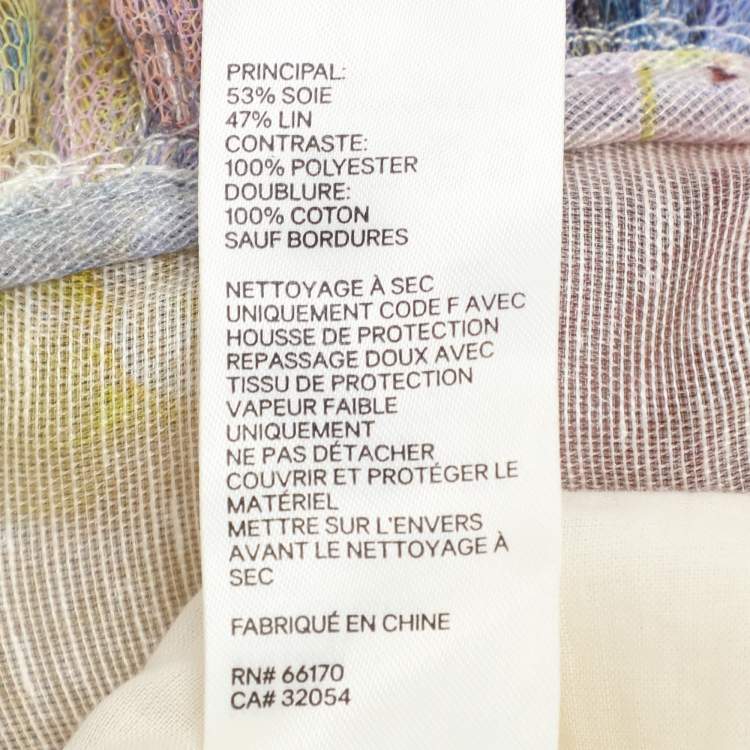 PRINCIPAL:
53% SOIE
47% LIN
CONTRASTE:
100% POLYESTER
DOUBLURE:
100% COTON
SAUF BORDURES
NETTOYAGE À SEC
UNIQUEMENT CODE F AVEC
HOUSSE DE PROTECTION
REPASSAGE DOUX AVEC
TISSU DE PROTECTION
VAPEUR FAIBLE
UNIQUEMENT
NE PAS DÉTACHER
COUVRIR ET PROTÉGER LE
MATÉRIEL
METTRE SUR L'ENVERS
AVANT LE NETTOYAGE À
SEC
FABRIQUÉ EN CHINE
RN# 66170
CA# 32054